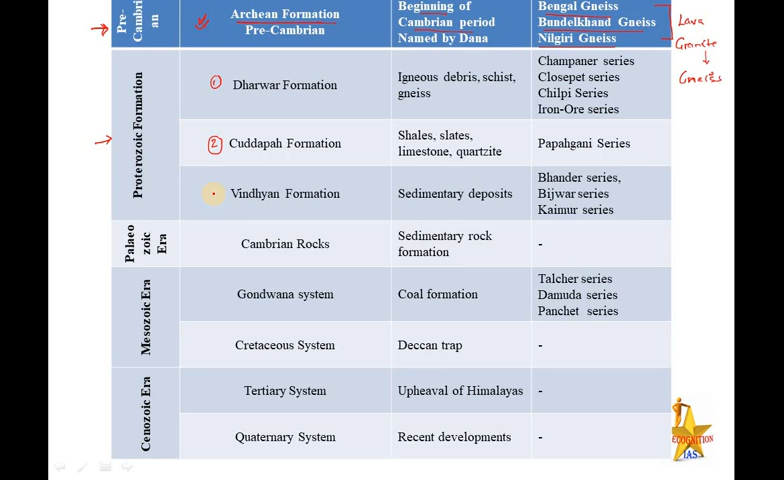 Pre-
Cambri
an
Archean Formation
Pre-Cambrian
Beginning of
Cambrian period
Named by Dana
Bengal Gneiss
Bundelkhand Gneiss
Nilgiri Gneiss
Lava
Granite
Gneiss
Proterozoic Formation
1
Dharwar Formation
Igneous debris, schist,
gneiss
Champaner series
Closepet series
Chilpi Series
Iron-Ore series
2
Cuddapah Formation
Shales, slates,
limestone, quartzite
Papahgani Series
Vindhyan Formation
Sedimentary deposits
Bhander series,
Bijwar series
Kaimur series
Palaeo
zoic
Era
Cambrian Rocks
Sedimentary rock
formation
-
Mesozoic Era
Gondwana system
Coal formation
Talcher series
Damuda series
Panchet series
Cretaceous System
Deccan trap
-
Cenozoic Era
Tertiary System
Upheaval of Himalayas
-
Quaternary System
Recent developments
-
RECOGNITION
IAS